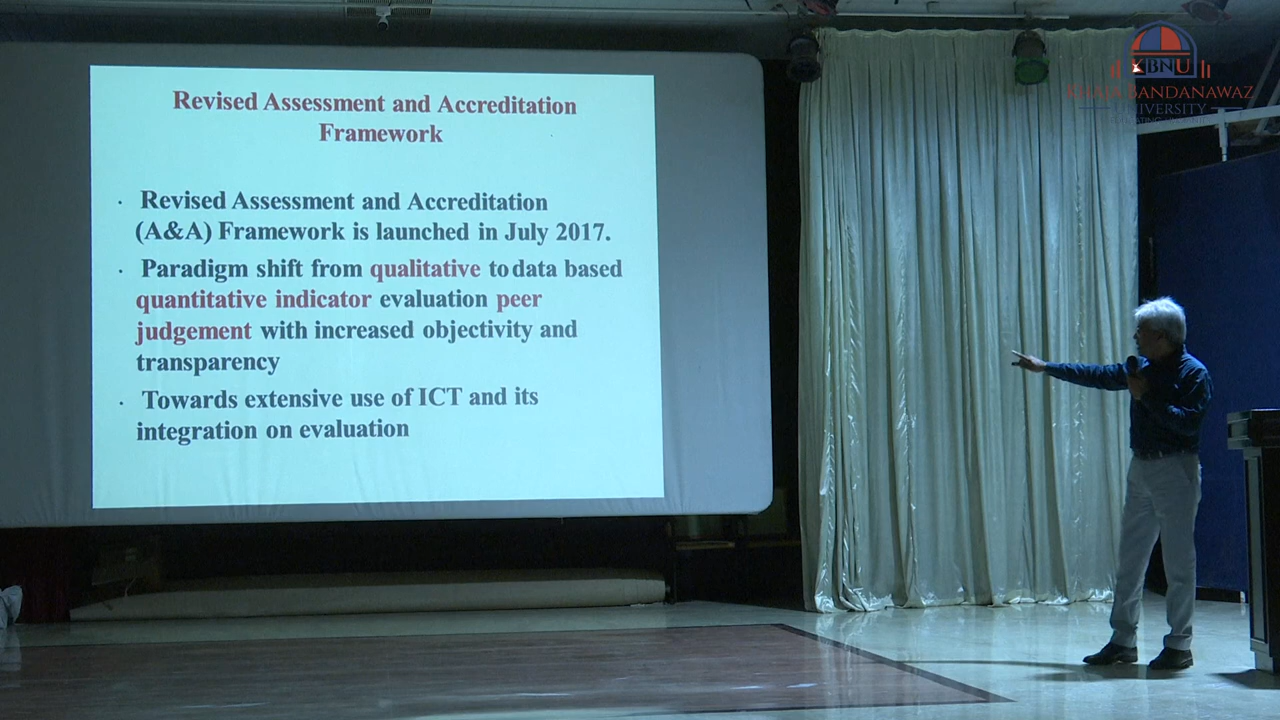 Revised Assessment and Accreditation
Framework
· Revised Assessment and Accreditation
(A&A) Framework is launched in July 2017.
· Paradigm shift from qualitative to data based
quantitative indicator evaluation peer
judgement with increased objectivity and
transparency
· Towards extensive use of ICT and its
integration on evaluation
KBNU
KHAJA BANDANAWAZ
UNIVERSITY